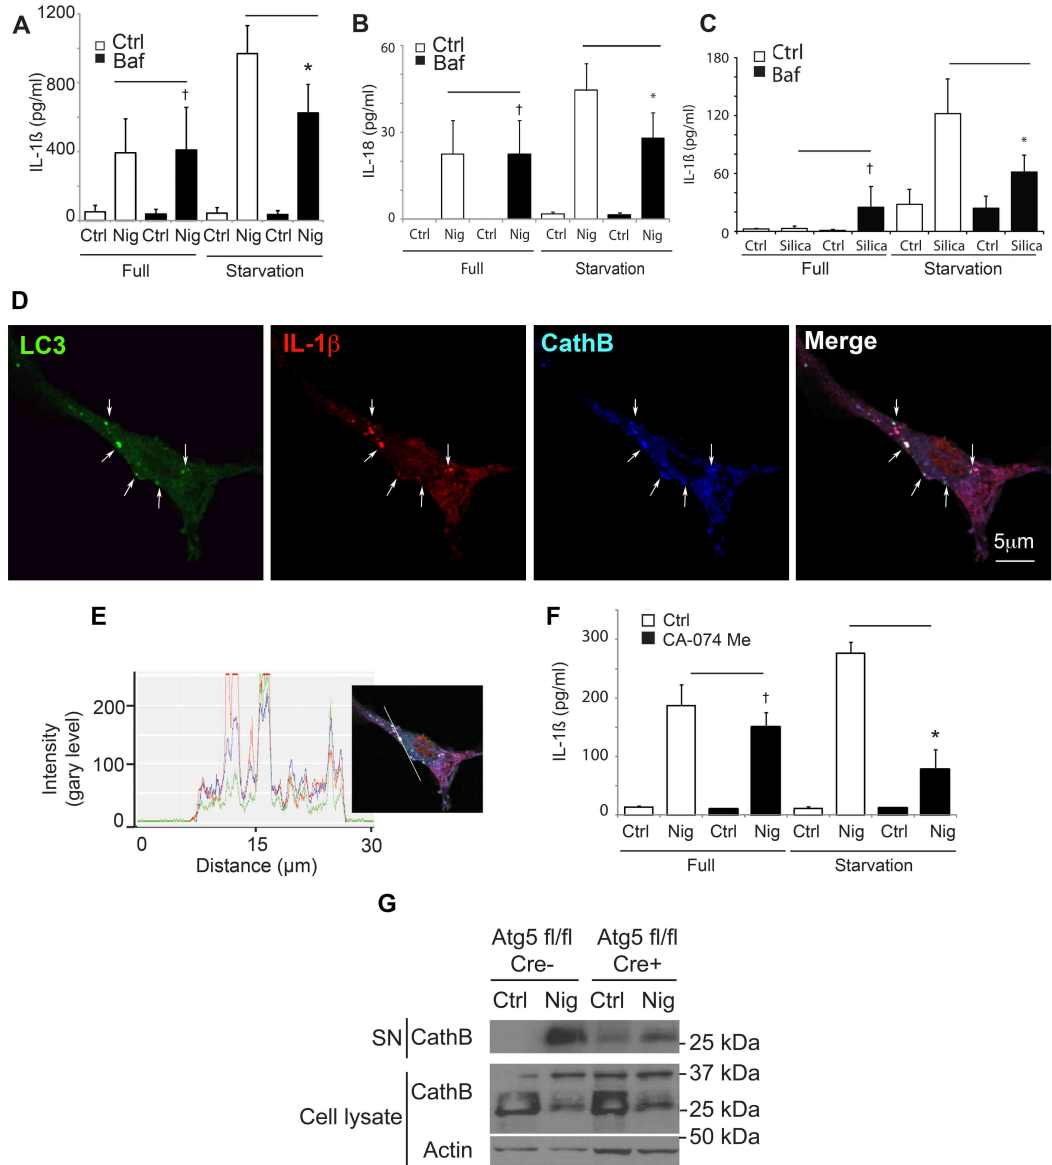 A
IL-1ß (pg/ml)
1200
800
400
0
Ctrl
Baf
†
*
Ctrl Nig Ctrl Nig Ctrl Nig Ctrl Nig
Full Starvation
B
IL-18 (pg/ml)
60
30
0
Ctrl
Baf
†
*
Ctrl Nig Ctrl Nig Ctrl Nig Ctrl Nig
Full Starvation
C
IL-1ß (pg/ml)
180
120
60
0
Ctrl
Baf
†
*
Ctrl Silica Ctrl Silica Ctrl Silica Ctrl Silica
Full Starvation
D
LC3 IL-1β CathB Merge
5μm
E
Intensity
(gary level)
200
100
0
0 15 30
Distance (μm)
F
IL-1ß (pg/ml)
300
200
100
0
Ctrl
CA-074 Me
†
*
Ctrl Nig Ctrl Nig Ctrl Nig Ctrl Nig
Full Starvation
G
Atg5 fl/fl Atg5 fl/fl
Cre- Cre+
Ctrl Nig Ctrl Nig
SN CathB
-25 kDa
-37 kDa
CathB
-25 kDa
Cell lysate
-50 kDa
Actin